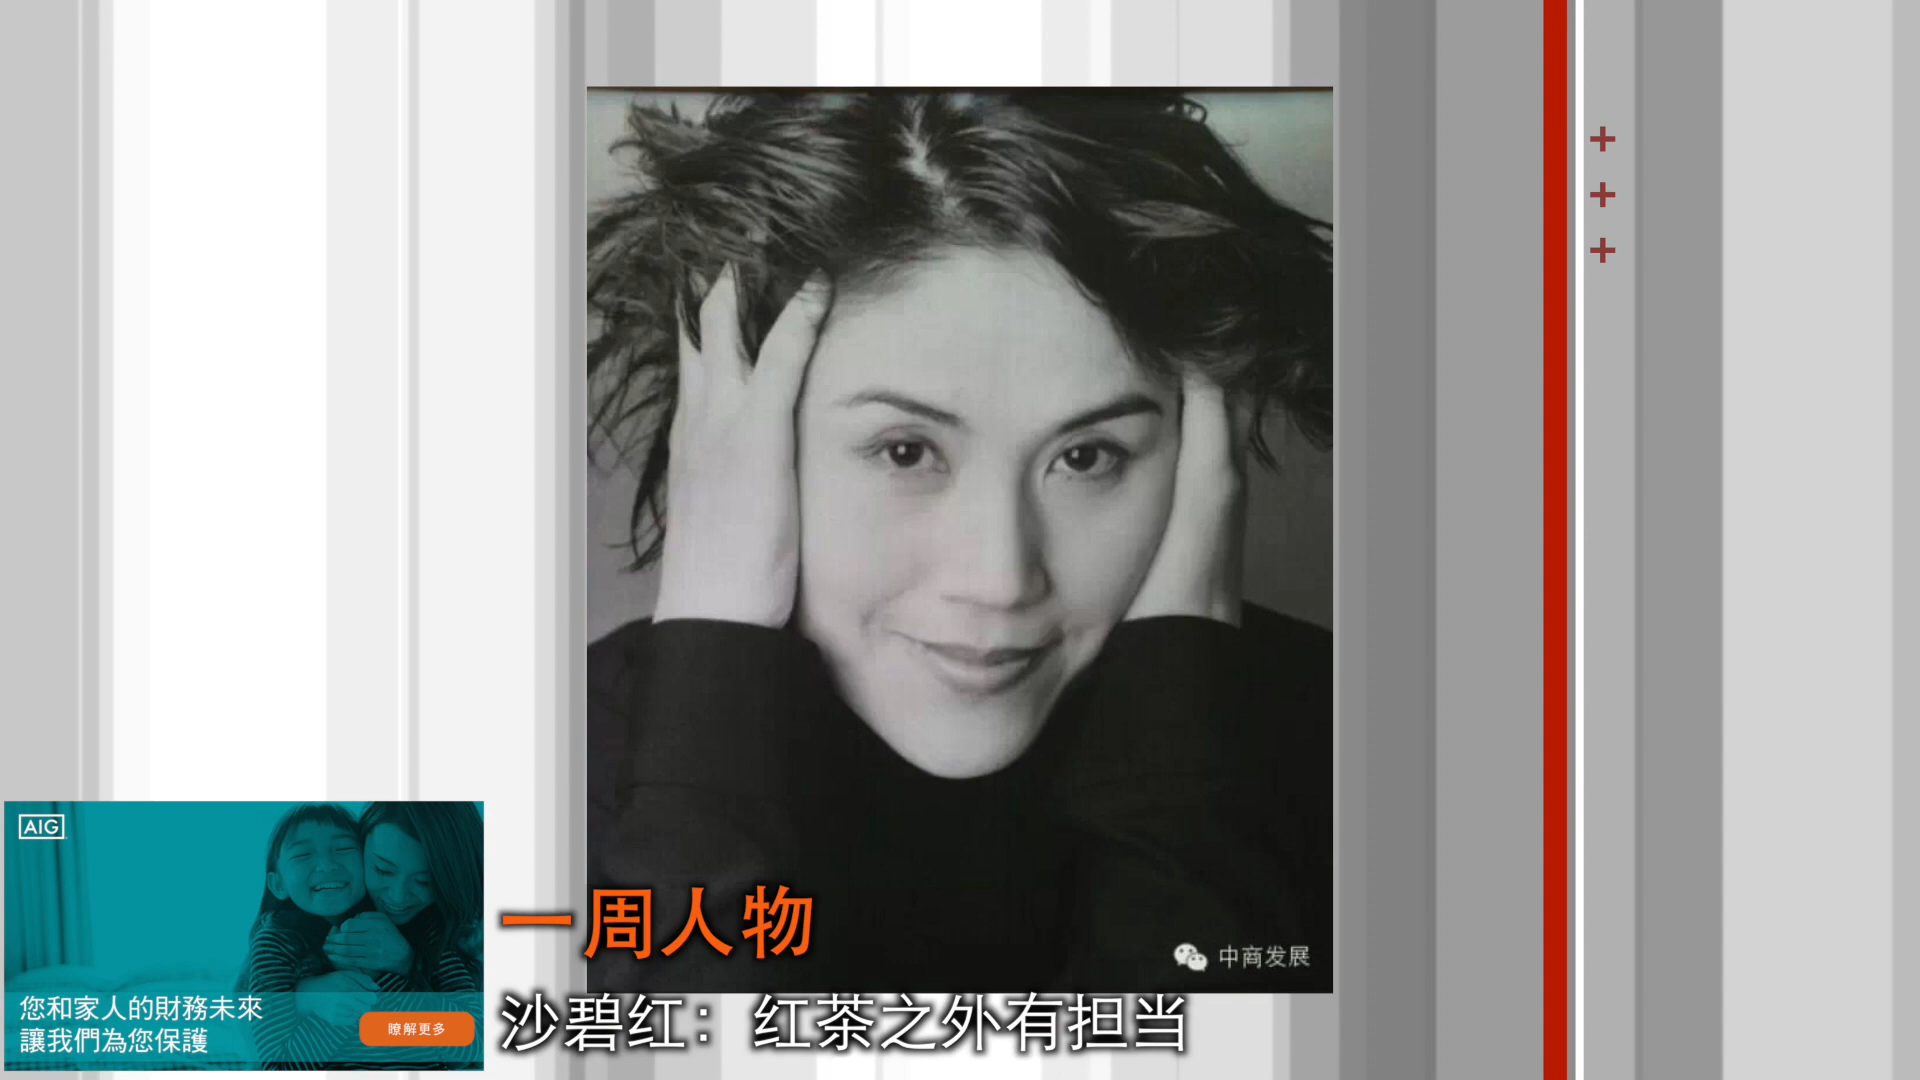 AIG
您和家人的財務未來
讓我們為您保護
瞭解更多
一周人物
沙碧红：红茶之外有担当
中商发展